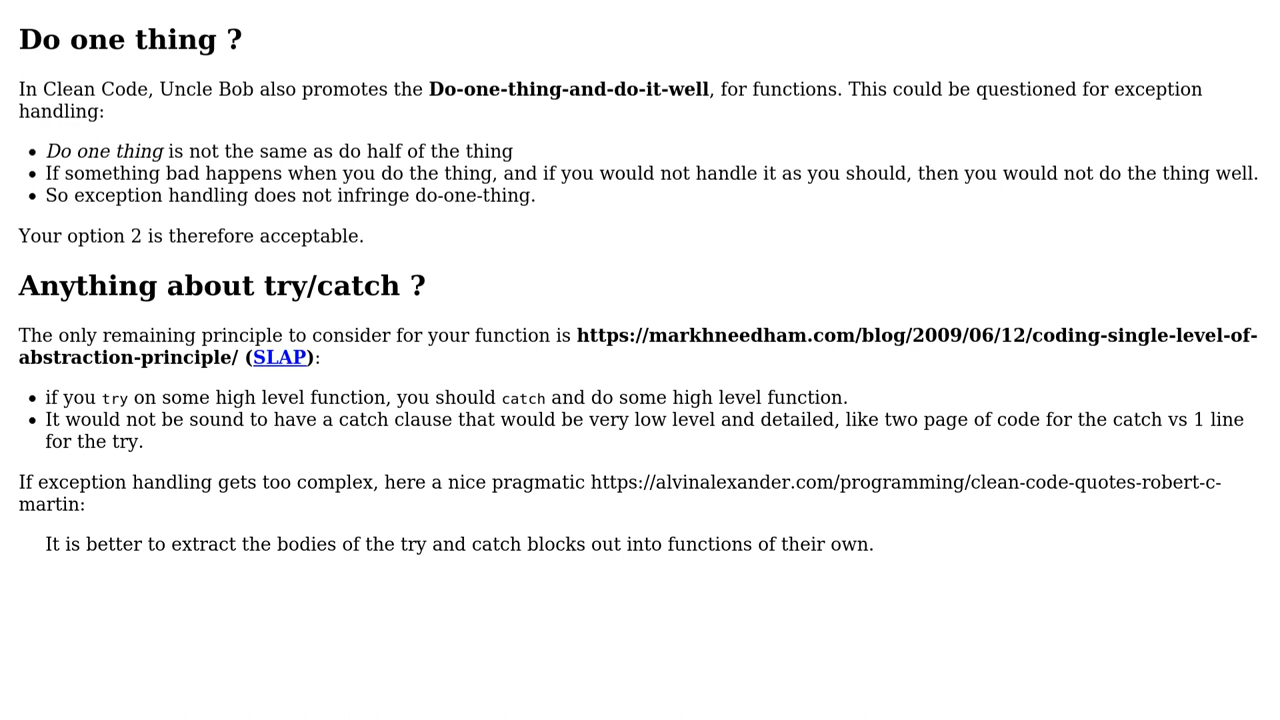 Do one thing ?
In Clean Code, Uncle Bob also promotes the Do-one-thing-and-do-it-well, for functions. This could be questioned for exception
handling:
• Do one thing is not the same as do half of the thing
• If something bad happens when you do the thing, and if you would not handle it as you should, then you would not do the thing well.
• So exception handling does not infringe do-one-thing.
Your option 2 is therefore acceptable.
Anything about try/catch ?
The only remaining principle to consider for your function is https://markhneedham.com/blog/2009/06/12/coding-single-level-of-
abstraction-principle/ (SLAP):
• if you try on some high level function, you should catch and do some high level function.
• It would not be sound to have a catch clause that would be very low level and detailed, like two page of code for the catch vs 1 line
for the try.
If exception handling gets too complex, here a nice pragmatic https://alvinalexander.com/programming/clean-code-quotes-robert-c-
martin:
It is better to extract the bodies of the try and catch blocks out into functions of their own.